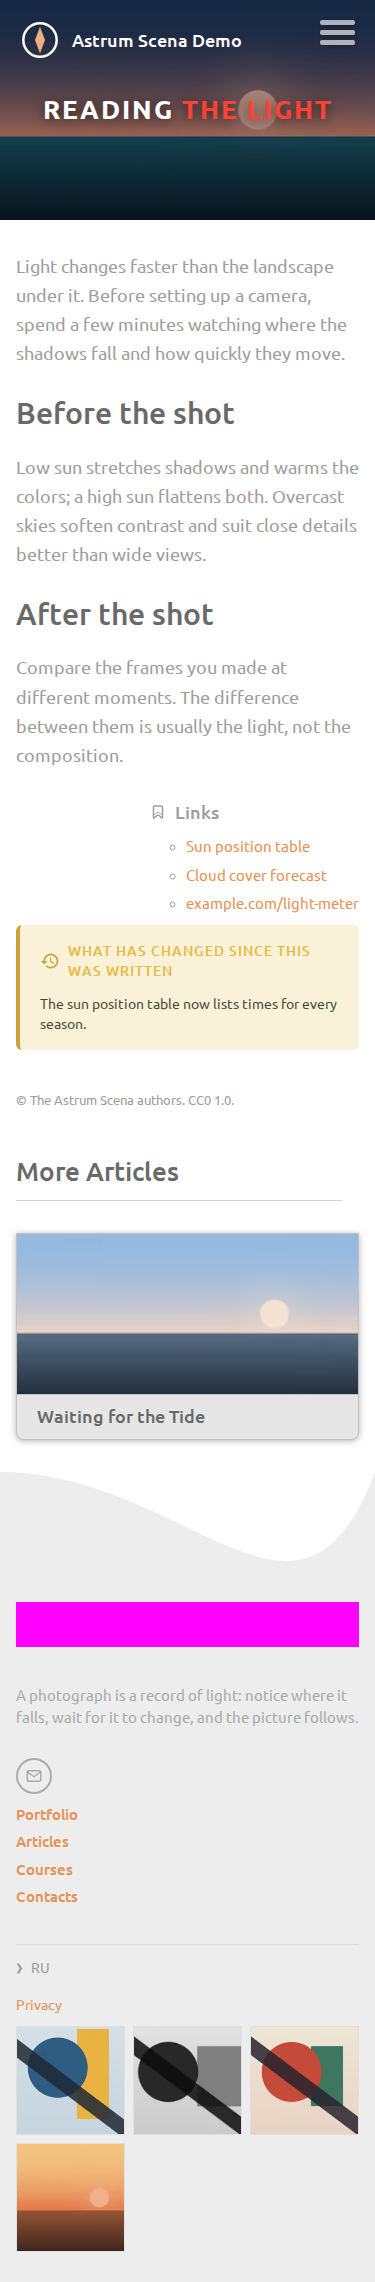 Astrum Scena Demo
READING THE LIGHT
Light changes faster than the landscape
under it. Before setting up a camera,
spend a few minutes watching where the
shadows fall and how quickly they move.
Before the shot
Low sun stretches shadows and warms the
colors; a high sun flattens both. Overcast
skies soften contrast and suit close details
better than wide views.
After the shot
Compare the frames you made at
different moments. The difference
between them is usually the light, not the
composition.
Links
Sun position table
Cloud cover forecast
example.com/light-meter
WHAT HAS CHANGED SINCE THIS
WAS WRITTEN
The sun position table now lists times for every
season.
© The Astrum Scena authors. CC0 1.0.
More Articles
Waiting for the Tide
A photograph is a record of light: notice where it
falls, wait for it to change, and the picture follows.
Portfolio
Articles
Courses
Contacts
RU
Privacy